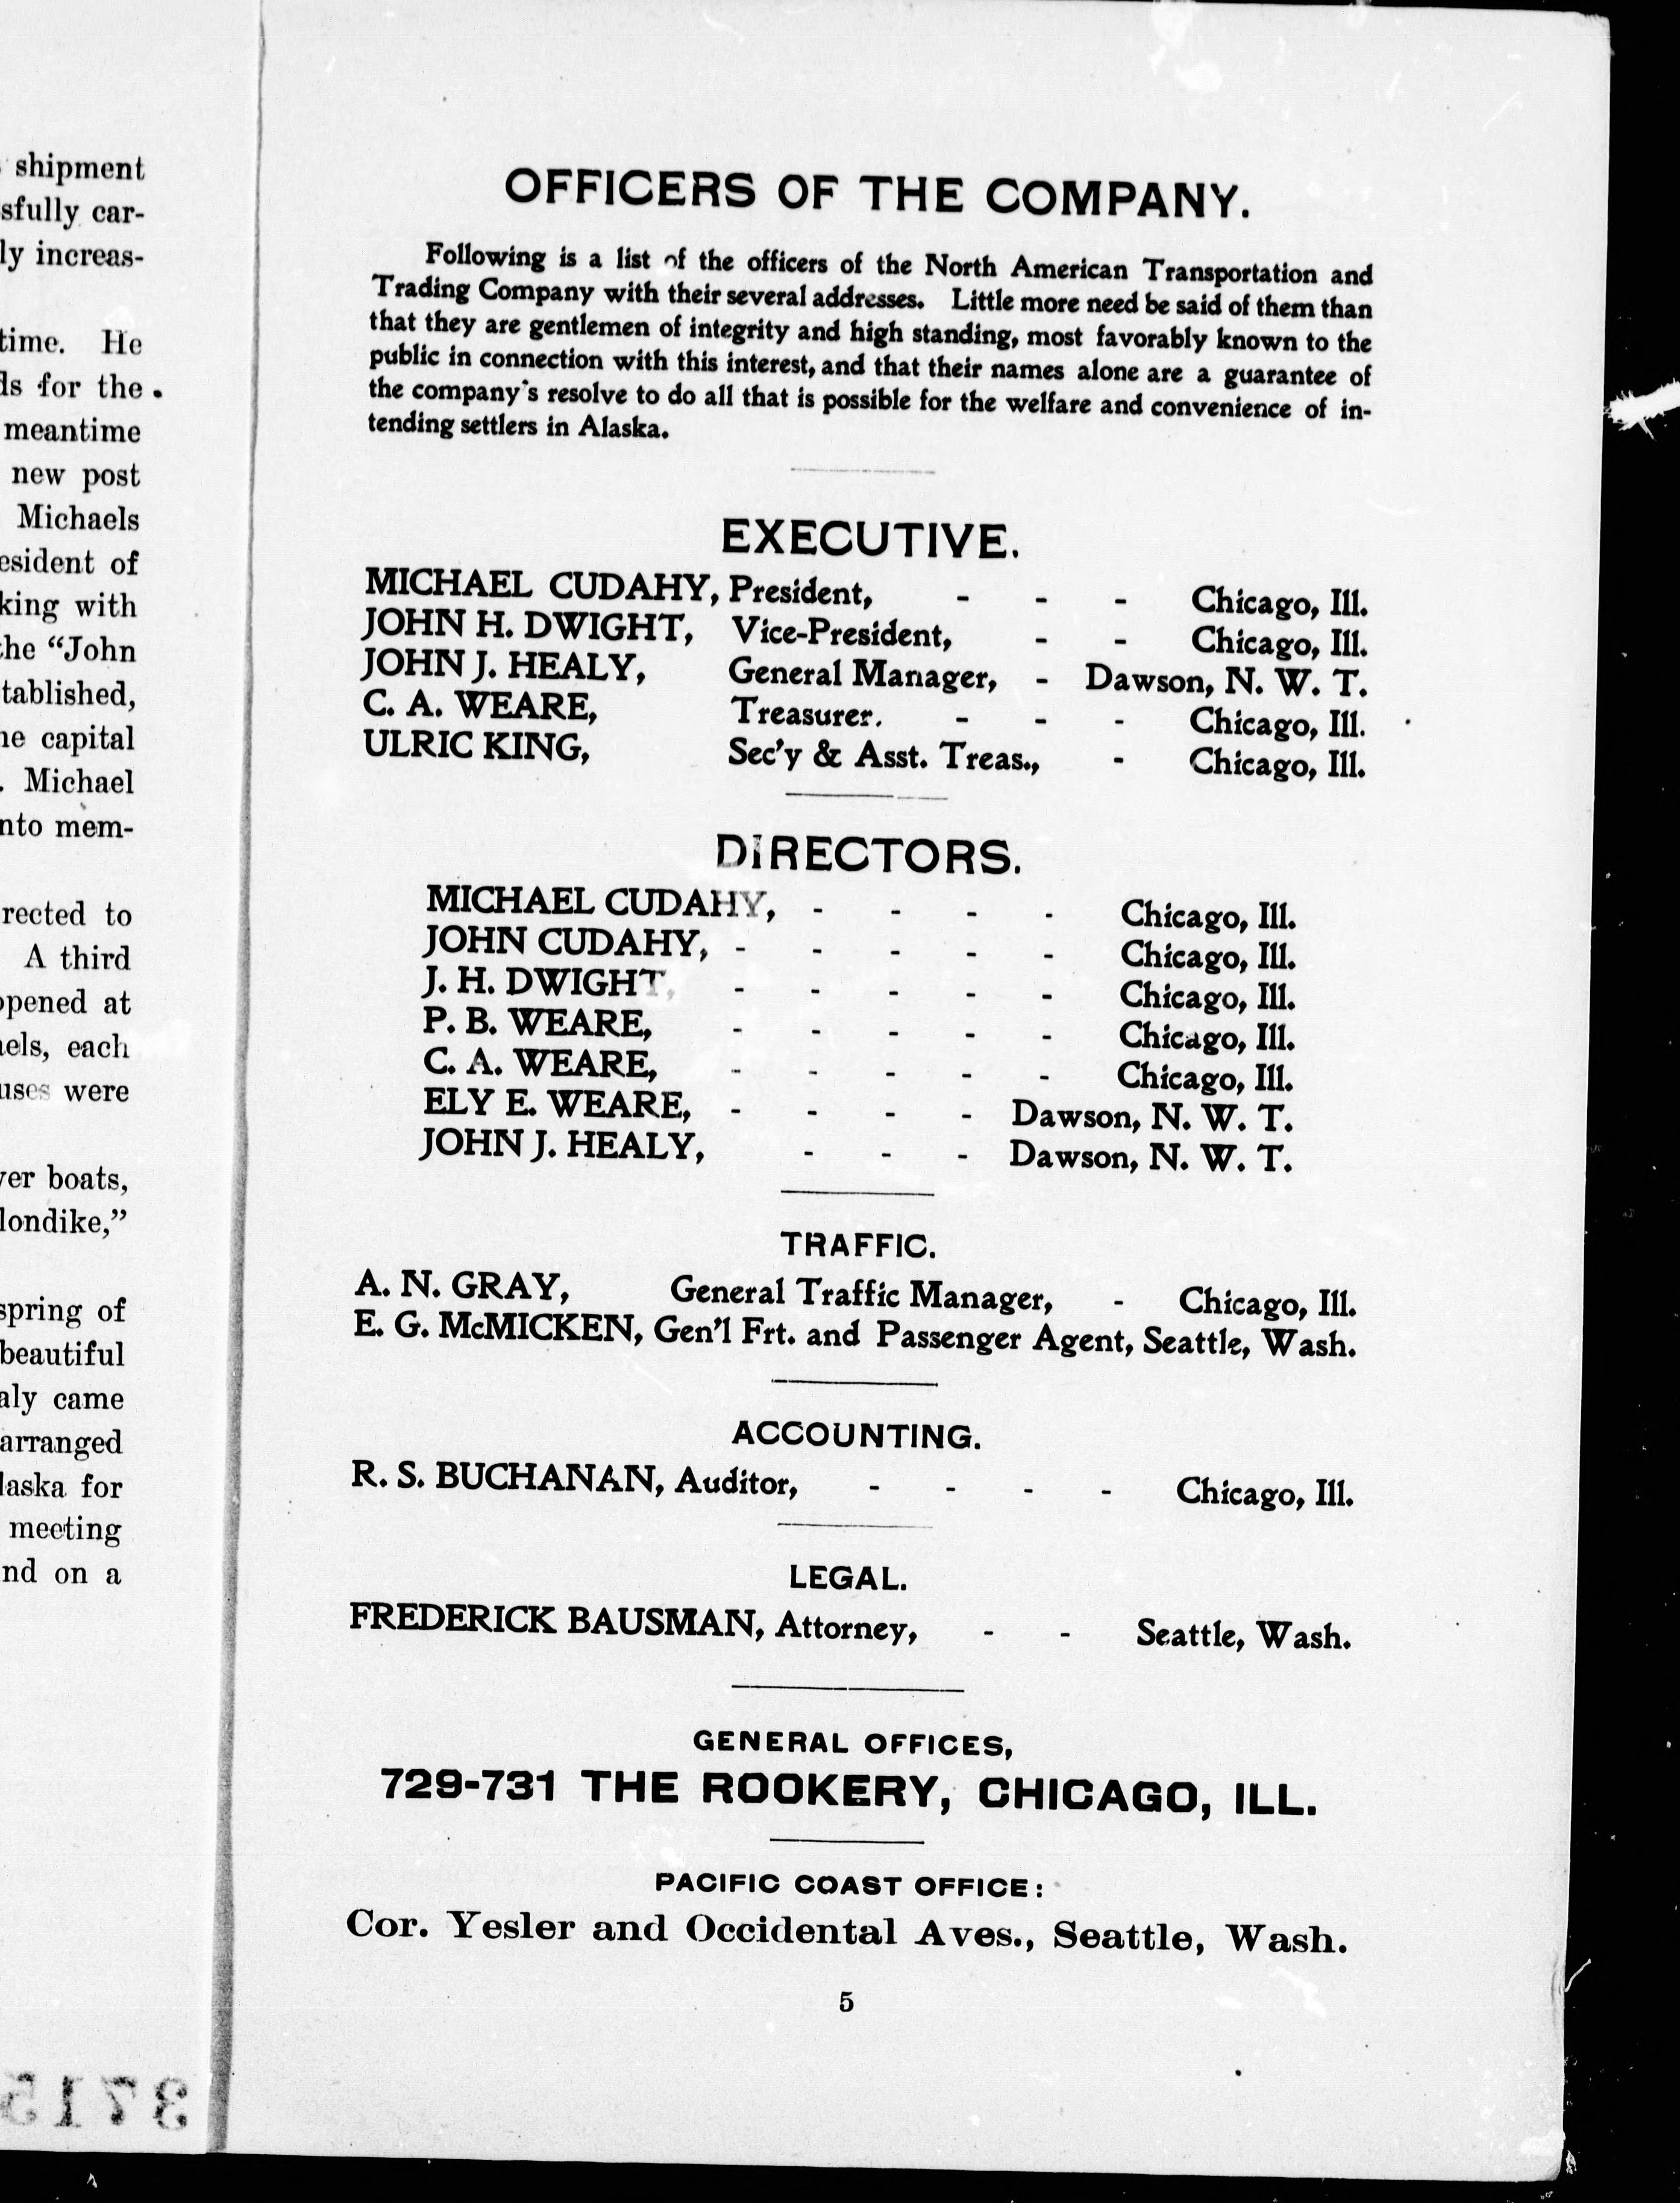 shipment
sfully car-
ly increas-
time. He
ds for the.
meantime
new post
Michaels
esident of
king with
the “John
tablished,
ne capital
. Michael
nto mem-
rected to
A third
opened at
els, each
uses were
ver boats,
londike,”
spring of
beautiful
aly came
arranged
laska for
meeting
nd on a
3715
OFFICERS OF THE COMPANY.
Following is a list of the officers of the North American Transportation and
Trading Company with their several addresses. Little more need be said of them than
that they are gentlemen of integrity and high standing, most favorably known to the
public in connection with this interest, and that their names alone are a guarantee of
the company's resolve to do all that is possible for the welfare and convenience of in-
tending settlers in Alaska.
EXECUTIVE.
MICHAEL CUDAHY, President, - - - Chicago, Ill.
JOHN H. DWIGHT, Vice-President, - - Chicago, Ill.
JOHN J. HEALY, General Manager, - Dawson, N. W. T.
C. A. WEARE, Treasurer. - - - Chicago, Ill.
ULRIC KING, Sec'y & Asst. Treas., - Chicago, Ill.
DIRECTORS.
MICHAEL CUDAHY, - - - - Chicago, Ill.
JOHN CUDAHY, - - - - - Chicago, Ill.
J. H. DWIGHT, - - - - - Chicago, Ill.
P. B. WEARE, - - - - - Chicago, Ill.
C. A. WEARE, - - - - - Chicago, Ill.
ELY E. WEARE, - - - - Dawson, N. W. T.
JOHN J. HEALY, - - - Dawson, N. W. T.
TRAFFIC.
A. N. GRAY, General Traffic Manager, - Chicago, Ill.
E. G. McMICKEN, Gen'l Frt. and Passenger Agent, Seattle, Wash.
ACCOUNTING.
R. S. BUCHANAN, Auditor, - - - - Chicago, Ill.
LEGAL.
FREDERICK BAUSMAN, Attorney, - - Seattle, Wash.
GENERAL OFFICES,
729-731 THE ROOKERY, CHICAGO, ILL.
PACIFIC COAST OFFICE:
Cor. Yesler and Occidental Aves., Seattle, Wash.
5